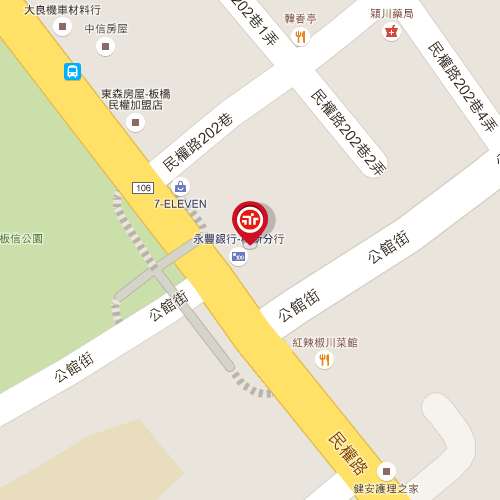 大良機車材料行
中信房屋
民權路202巷1弄
韓香亭
穎川藥局
民權路202巷4弄
東森房屋-板橋
民權加盟店
民權路202巷
民權路202巷2弄
106
7-ELEVEN
板信公園
永豐銀行-
分行
公館街
公館街
公館街
公館街
紅辣椒川菜館
民權路
健安護理之家